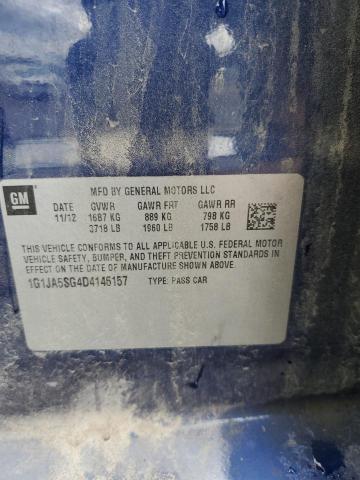 GM
MFD BY GENERAL MOTORS LLC
DATE GVWR GAWR FRT GAWR RR
11/12 1687 KG 889 KG 798 KG
3718 LB 1960 LB 1758 LB
THIS VEHICLE CONFORMS TO ALL APPLICABLE U.S. FEDERAL MOTOR
VEHICLE SAFETY, BUMPER, AND THEFT PREVENTION STANDARDS IN
EFFECT ON THE DATE OF MANUFACTURE SHOWN ABOVE.
1G1JA5SG4D4145157 TYPE: PASS CAR